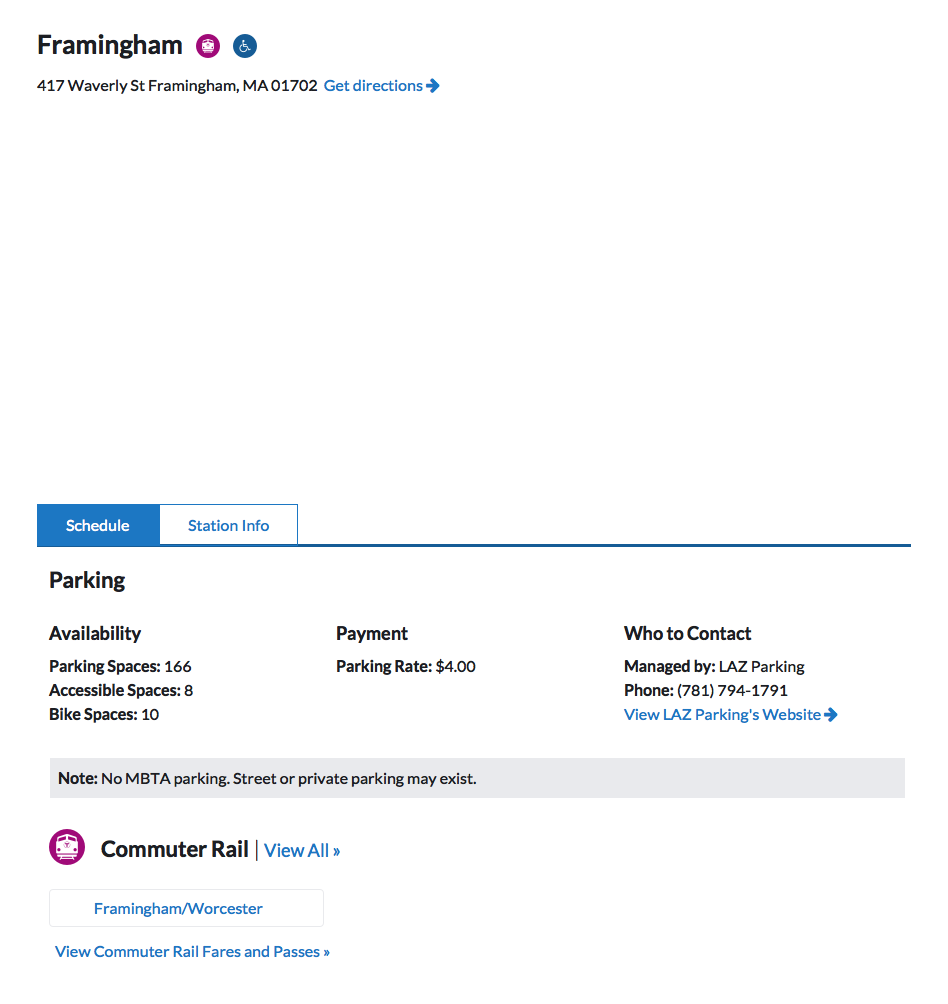 Framingham
417 Waverly St Framingham, MA 01702 Get directions
Schedule
Station Info
Parking
Availability
Parking Spaces: 166
Accessible Spaces: 8
Bike Spaces: 10
Payment
Parking Rate: $4.00
Who to Contact
Managed by: LAZ Parking
Phone: (781) 794-1791
View LAZ Parking's Website
Note: No MBTA parking. Street or private parking may exist.
Commuter Rail | View All »
Framingham/Worcester
View Commuter Rail Fares and Passes »